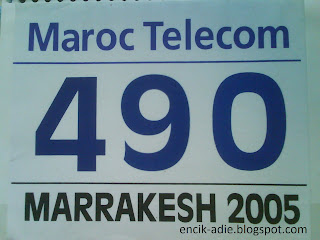 Maroc Telecom
490
MARRAKESH 2005
encik-adie.blogspot.com